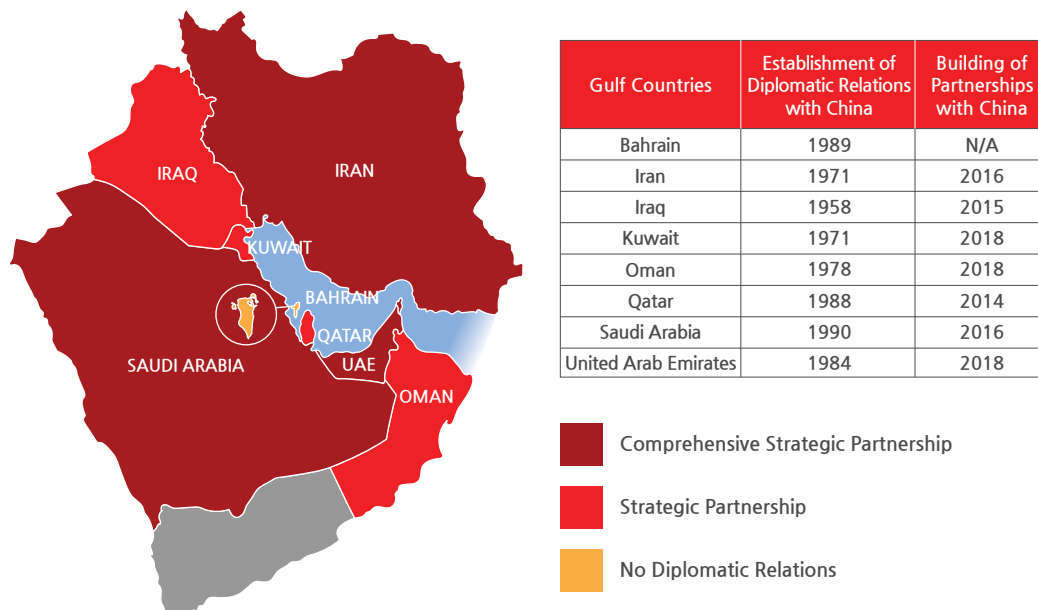 IRAQ
IRAN
KUWAIT
BAHRAIN
QATAR
SAUDI ARABIA
UAE
OMAN
Gulf Countries
Establishment of
Diplomatic Relations
with China
Building of
Partnerships
with China
Bahrain 1989 N/A
Iran 1971 2016
Iraq 1958 2015
Kuwait 1971 2018
Oman 1978 2018
Qatar 1988 2014
Saudi Arabia 1990 2016
United Arab Emirates 1984 2018
Comprehensive Strategic Partnership
Strategic Partnership
No Diplomatic Relations